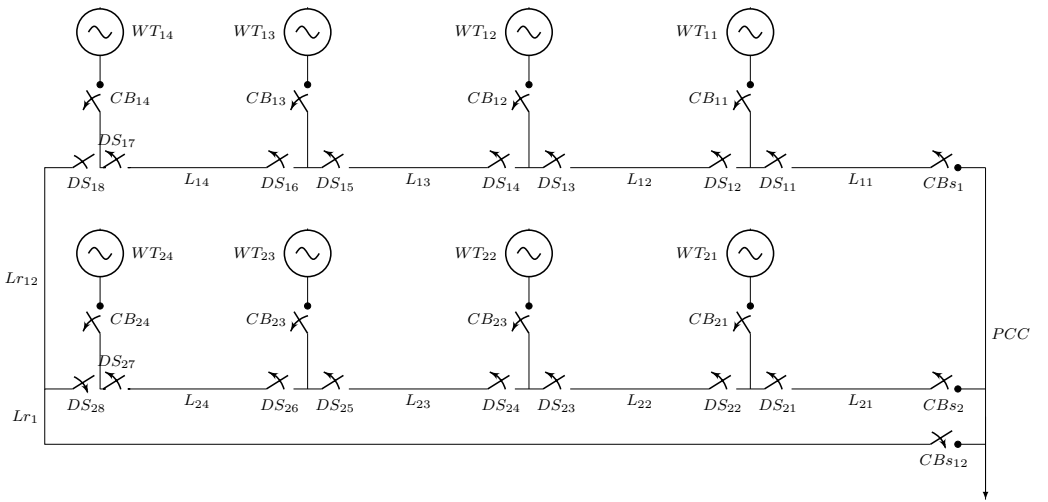 WT14 WT13 WT12 WT11
CB14 CB13 CB12 CB11
DS17
DS18 L14 DS16 DS15 L13 DS14 DS13 L12 DS12 DS11 L11 CBs1
WT24 WT23 WT22 WT21
Lr12
CB24 CB23 CB23 CB21
PCC
DS27
DS28 L24 DS26 DS25 L23 DS24 DS23 L22 DS22 DS21 L21 CBs2
Lr1
CBs12